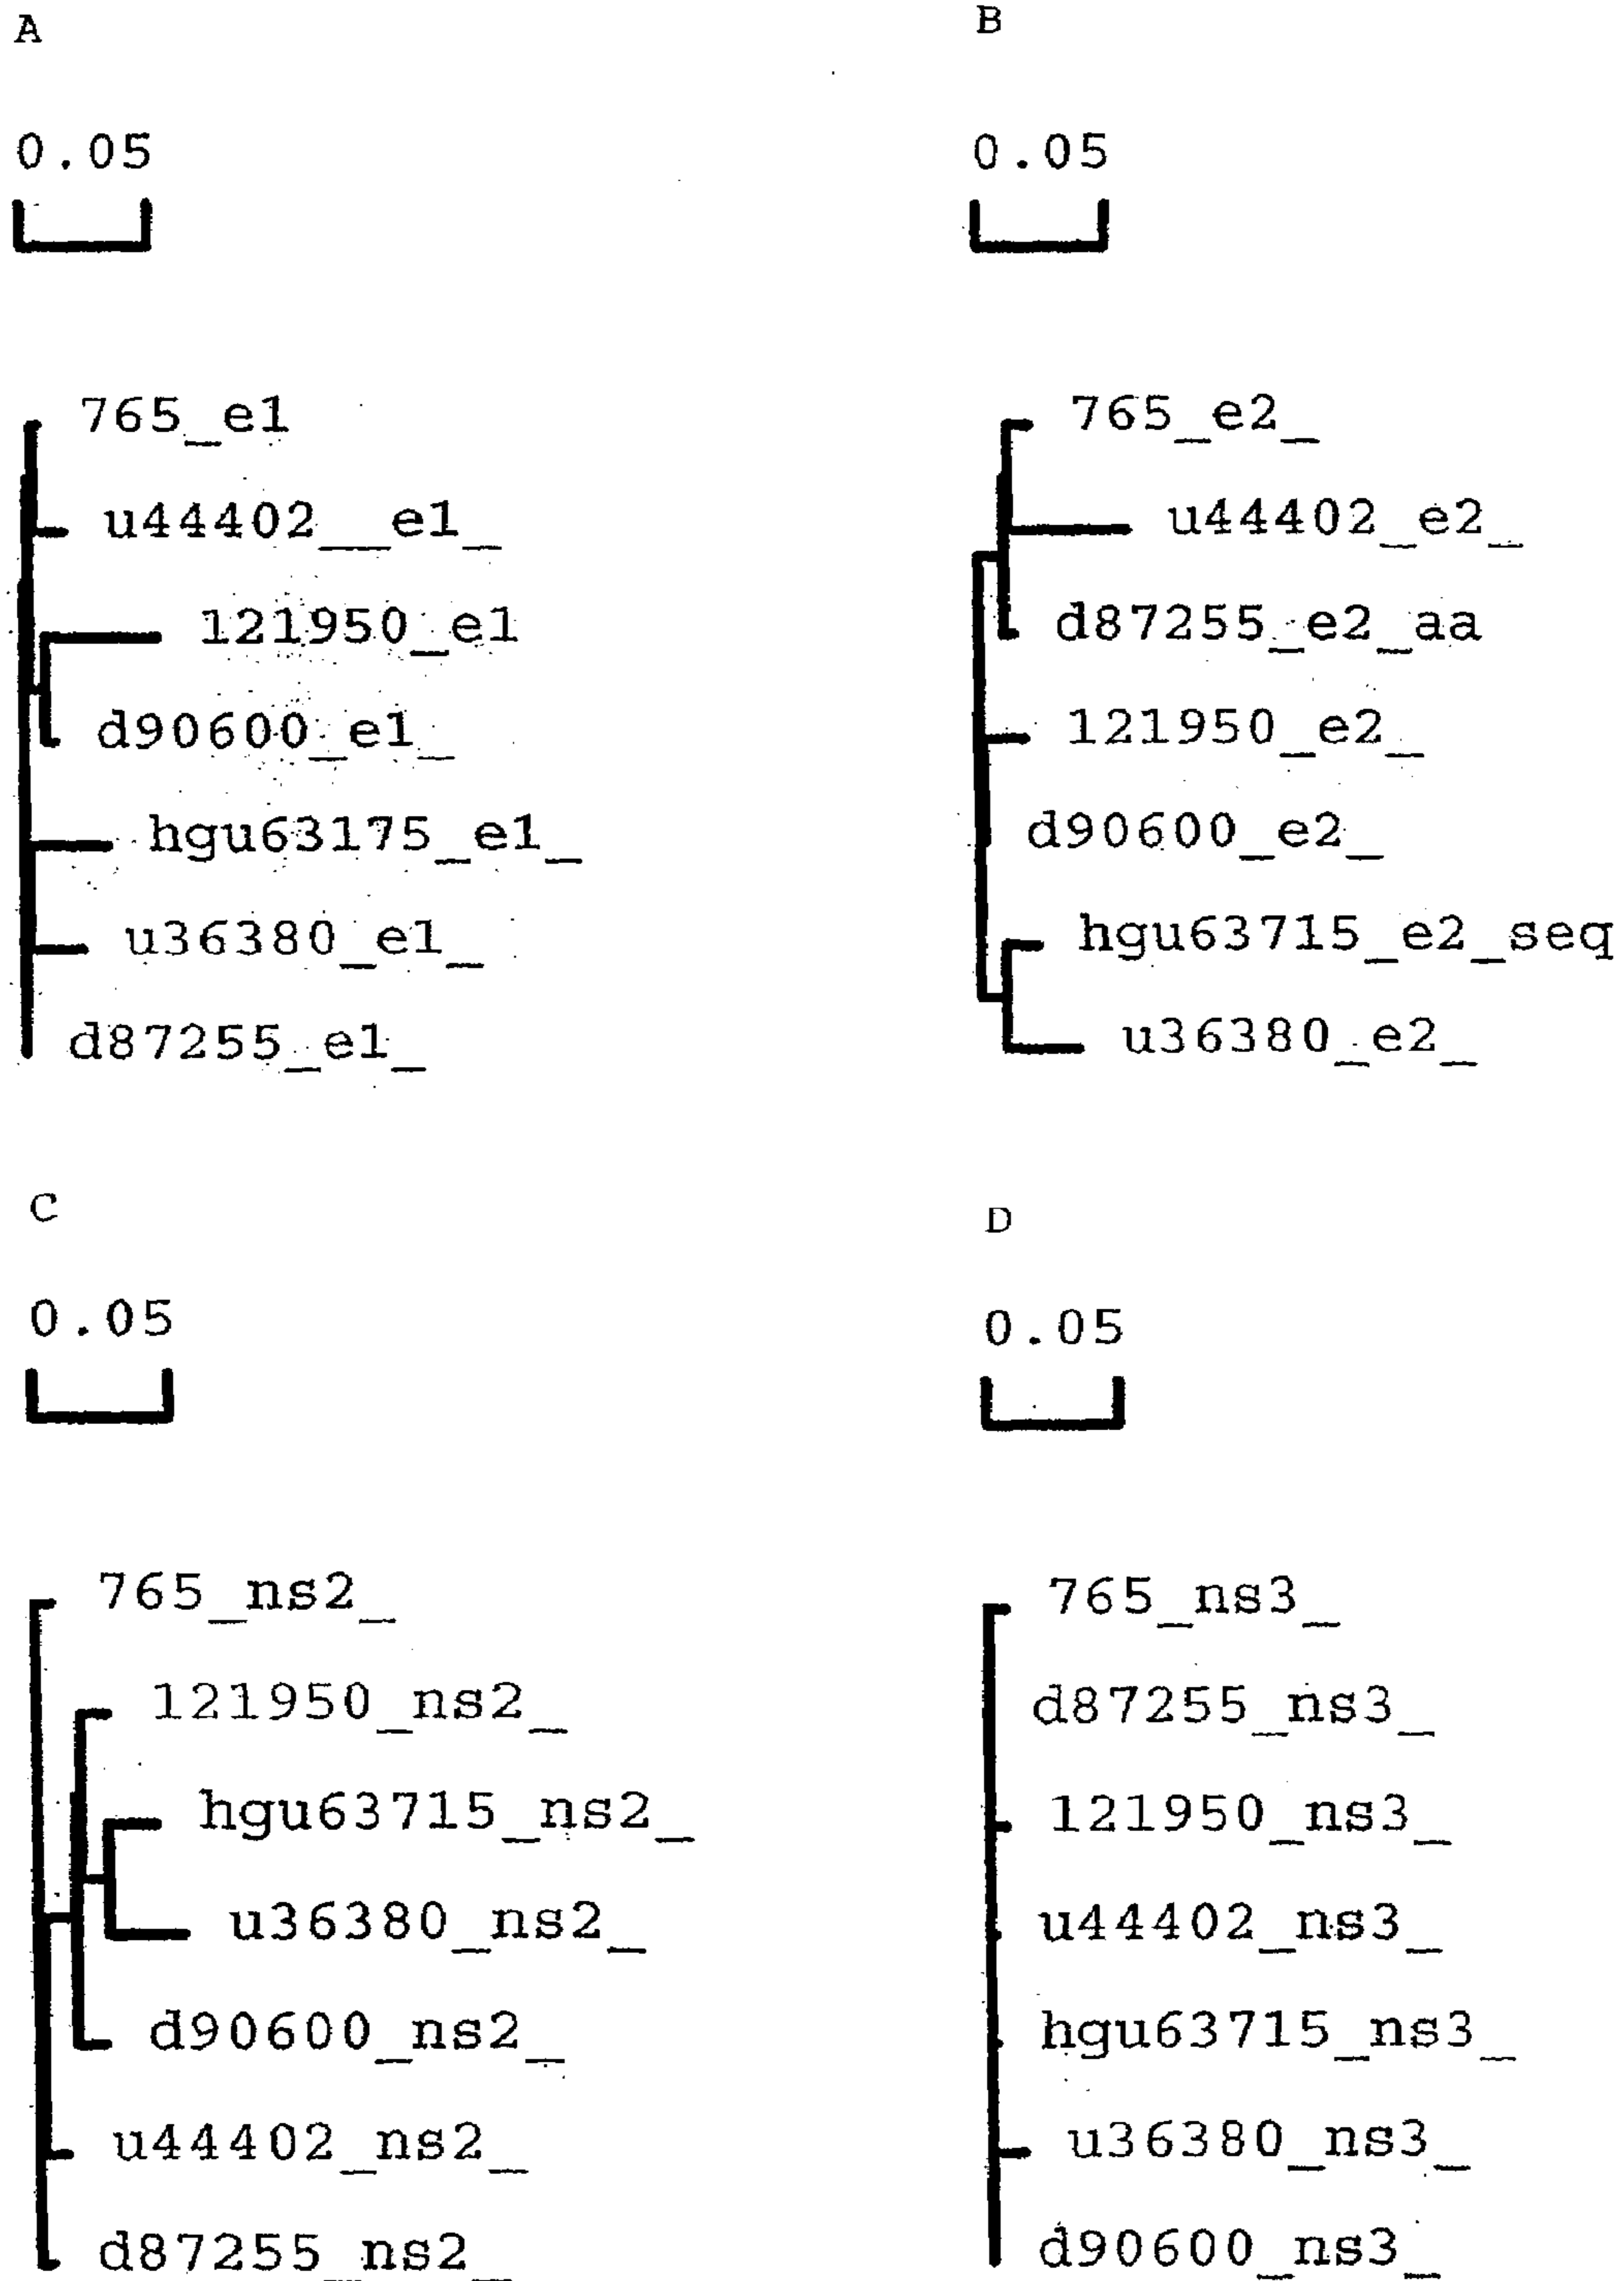 A
0.05
765_e1
u44402__e1_
121950_e1
d90600_e1_
hgu63175_e1_
u36380_e1_
d87255_e1_
B
0.05
765_e2_
u44402_e2_
d87255_e2_aa
121950_e2_
d90600_e2_
hgu63715_e2_seq
u36380_e2_
C
0.05
765_ns2_
121950_ns2_
hgu63715_ns2_
u36380_ns2_
d90600_ns2_
u44402_ns2_
d87255_ns2_
D
0.05
765_ns3_
d87255_ns3_
121950_ns3_
u44402_ns3_
hgu63715_ns3_
u36380_ns3_
d90600_ns3_